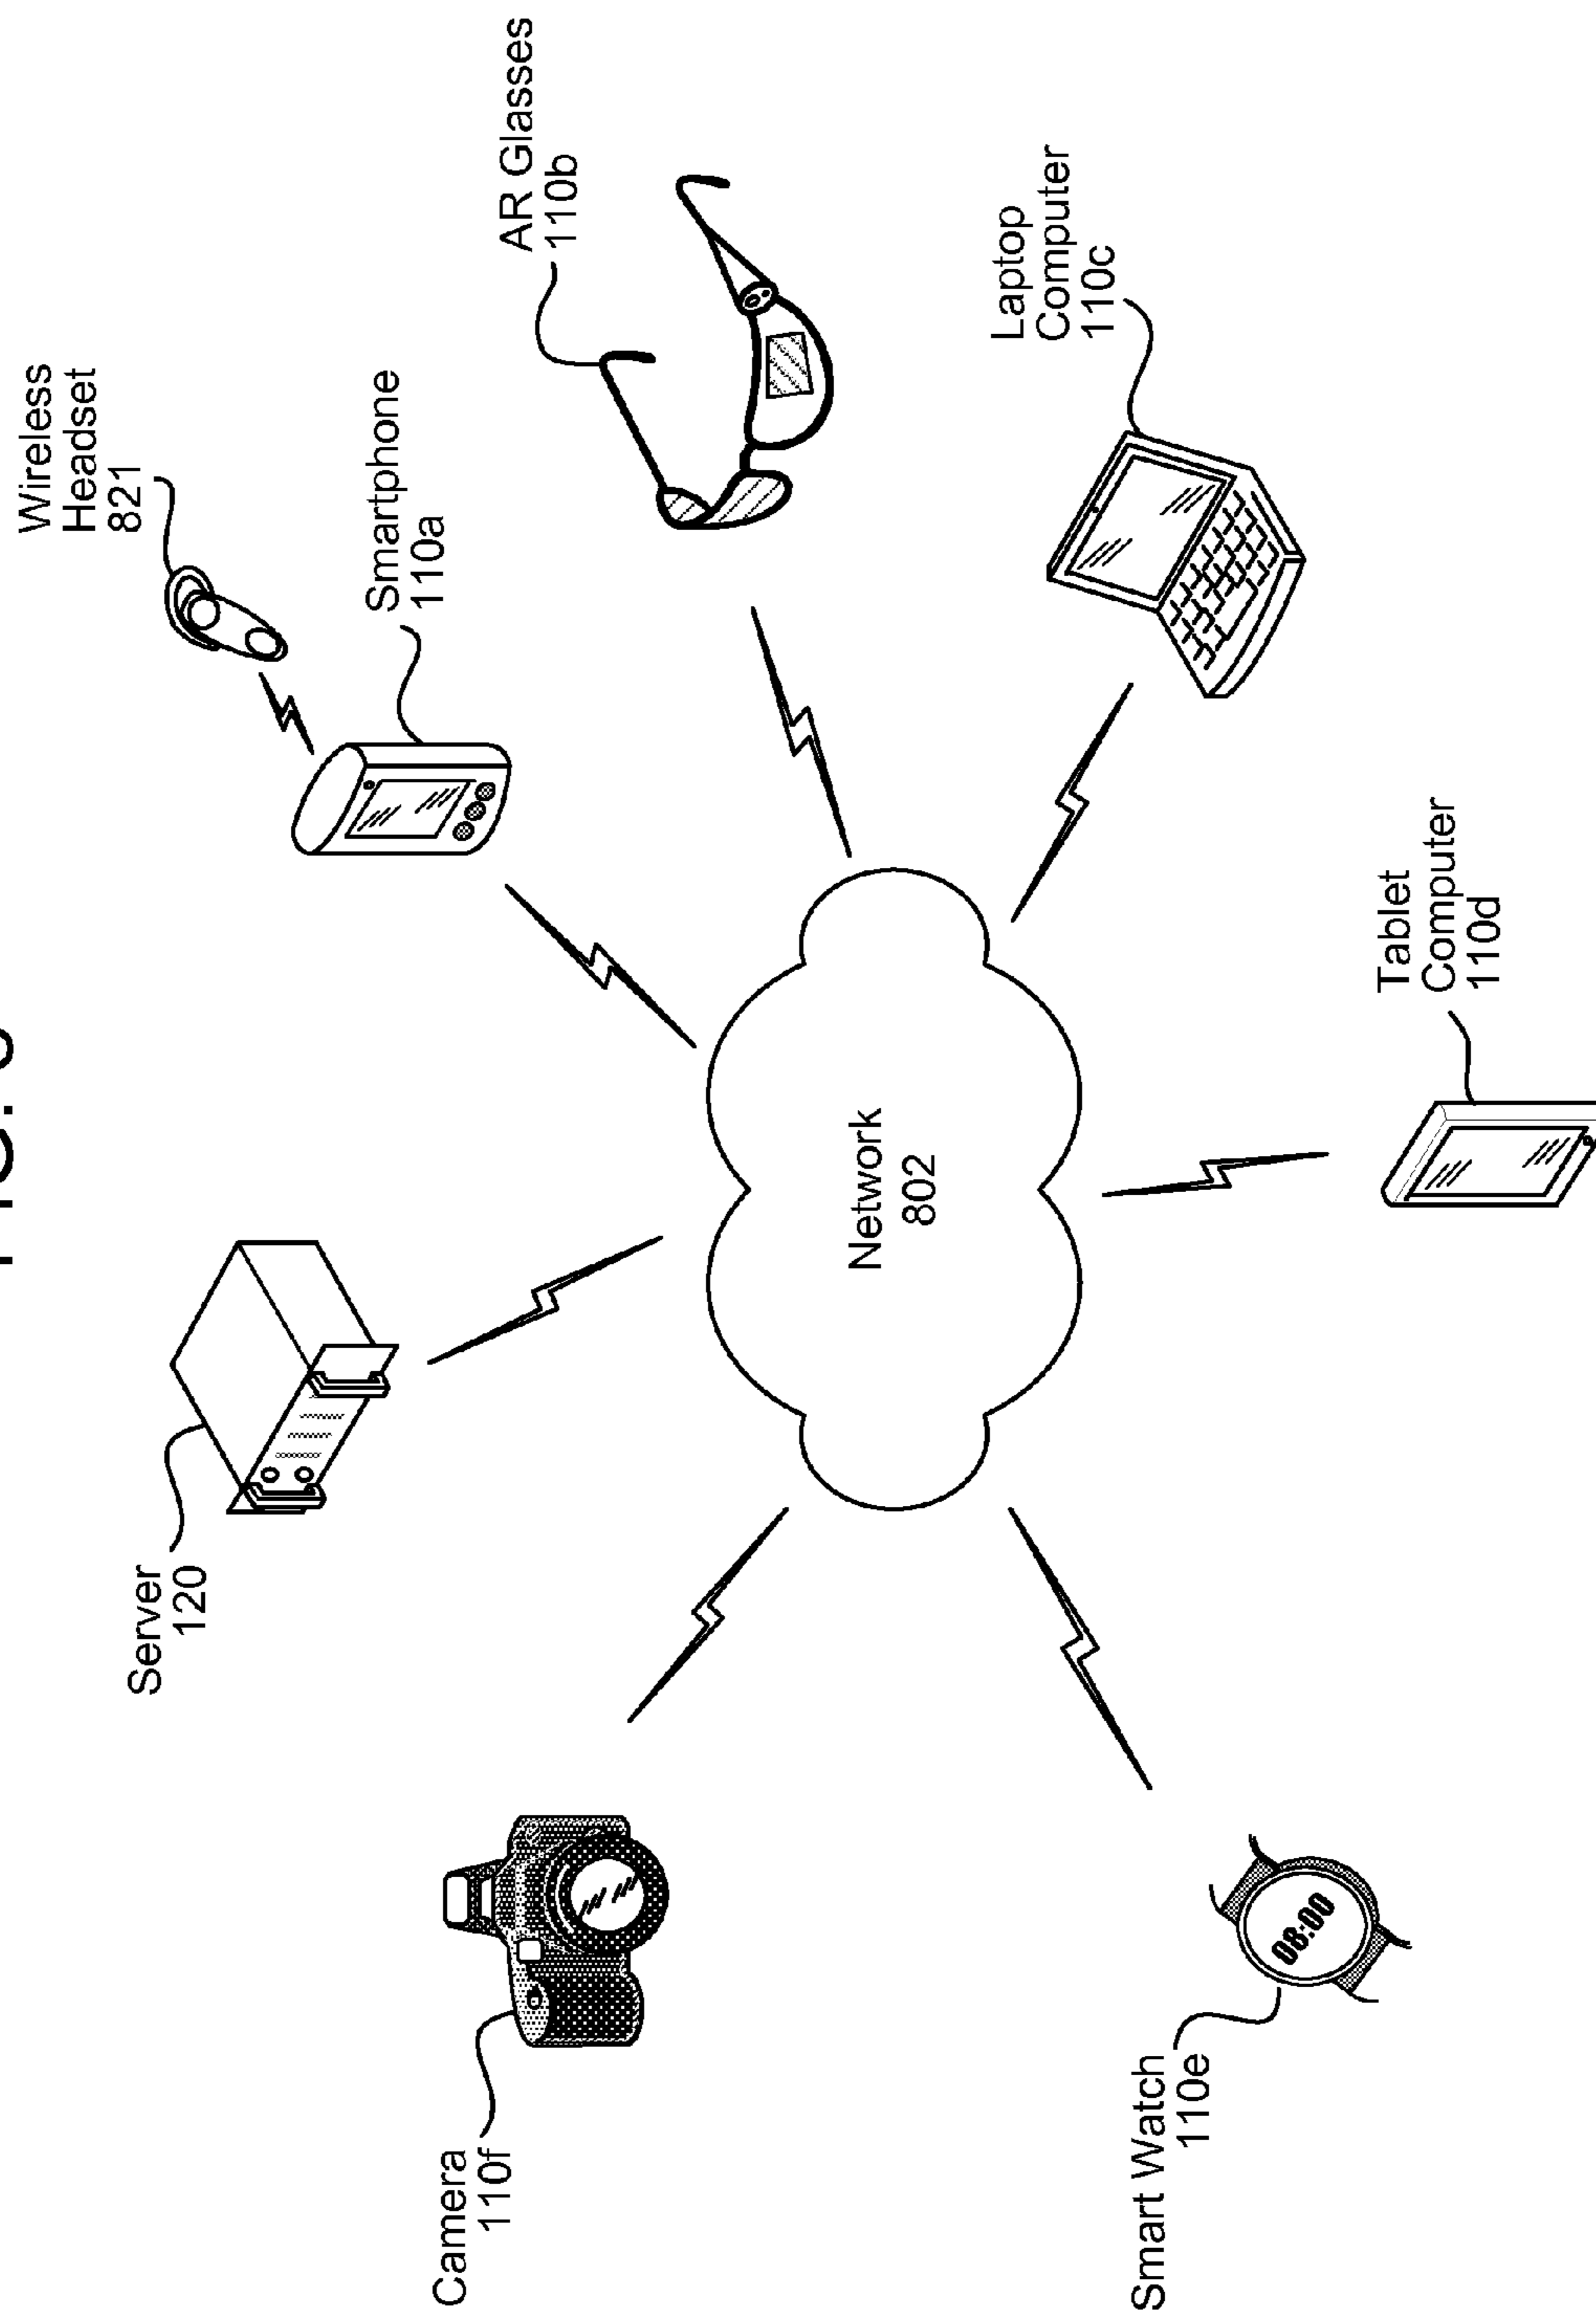 Wireless
Headset
821
Server
120
Smartphone
110a
Camera
110f
AR Glasses
110b
Network
802
Laptop
Computer
110c
Smart Watch
110e
08:00
Tablet
Computer
110d